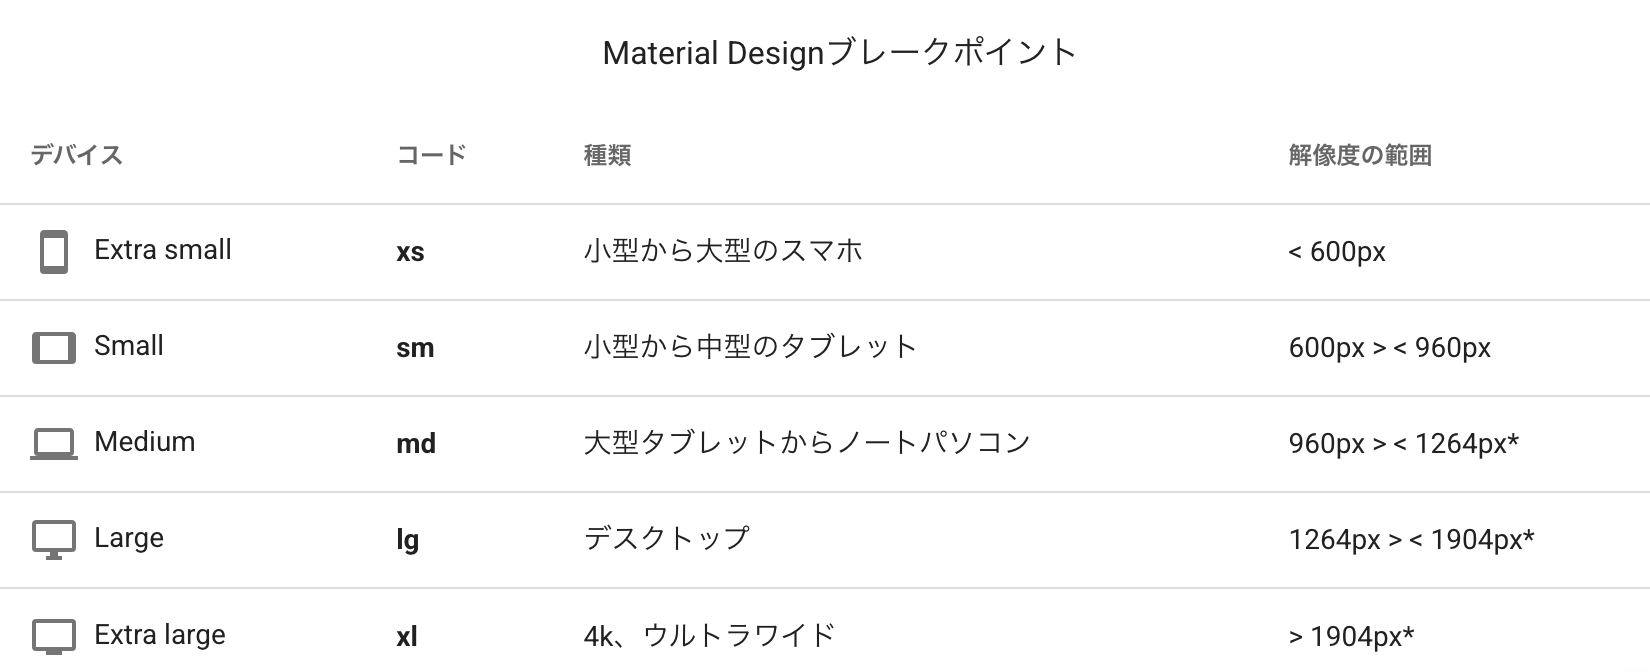 Material Designブレークポイント
デバイス コード 種類 解像度の範囲
Extra small xs 小型から大型のスマホ < 600px
Small sm 小型から中型のタブレット 600px > < 960px
Medium md 大型タブレットからノートパソコン 960px > < 1264px*
Large lg デスクトップ 1264px > < 1904px*
Extra large xl 4k、ウルトラワイド > 1904px*